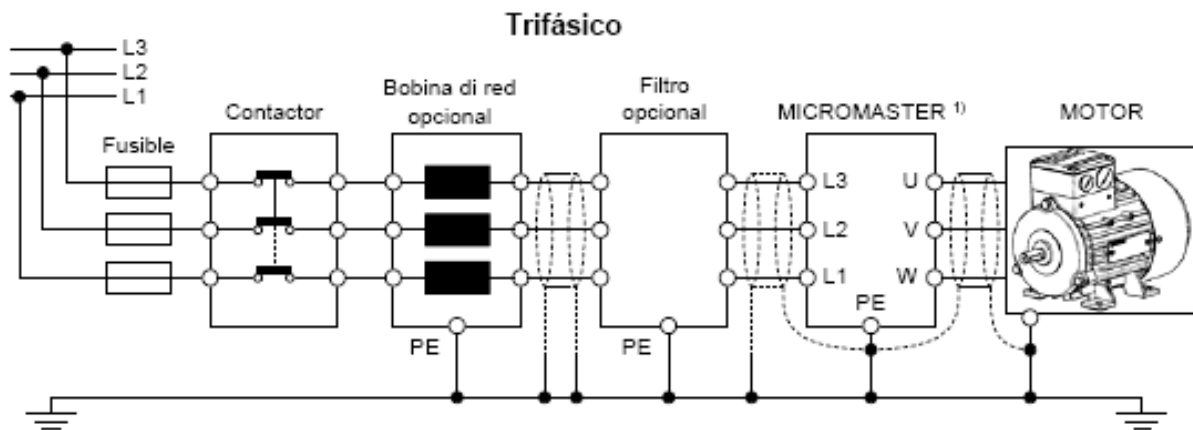 Trifásico
L3
L2
L1
Fusible
Contactor
Bobina di red
opcional
Filtro
opcional
MICROMASTER 1)
MOTOR
L3
L2
L1
U
V
W
PE
PE
PE